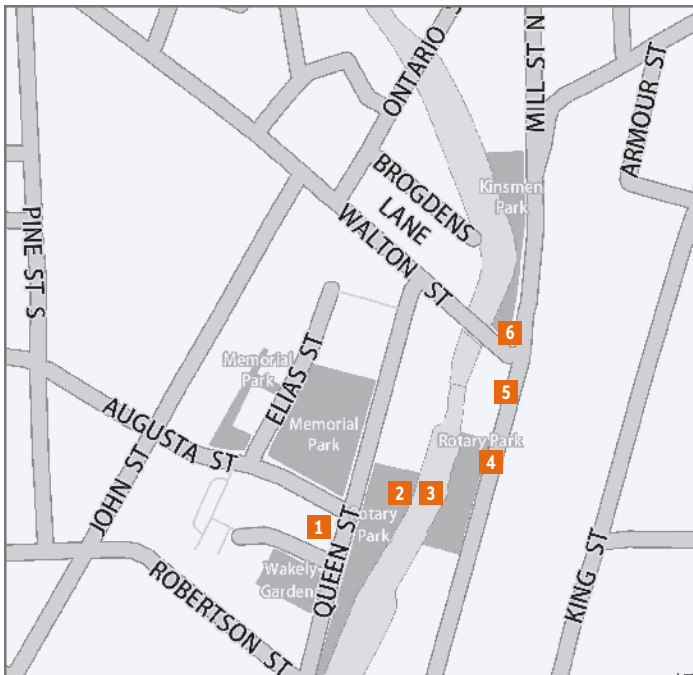 ONTARIO S
MILL ST N
ARMOUR ST
BROGDENS
LANE
Kinsmen
Park
PINE ST S
WALTON ST
6
Memorial
Park
ELIAS ST
5
AUGUSTA ST
Memorial
Park
Rotary Park
4
JOHN ST
2
3
1
Rotary
Park
QUEEN ST
Wakely
Garden
KING ST
ROBERTSON ST